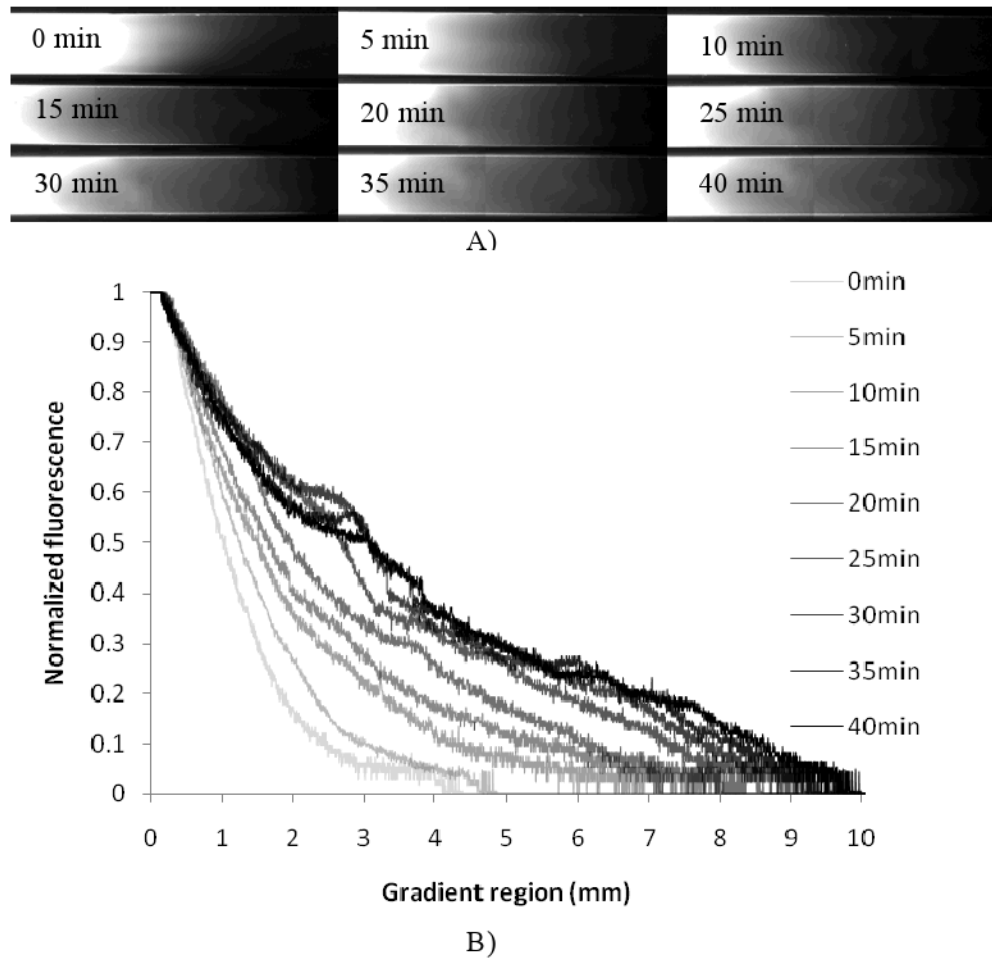 0 min 5 min 10 min
15 min 20 min 25 min
30 min 35 min 40 min
A)
1
0.9
0.8
0.7
0.6
0.5
0.4
0.3
0.2
0.1
0
Normalized fluorescence
0min
5min
10min
15min
20min
25min
30min
35min
40min
0 1 2 3 4 5 6 7 8 9 10
Gradient region (mm)
B)